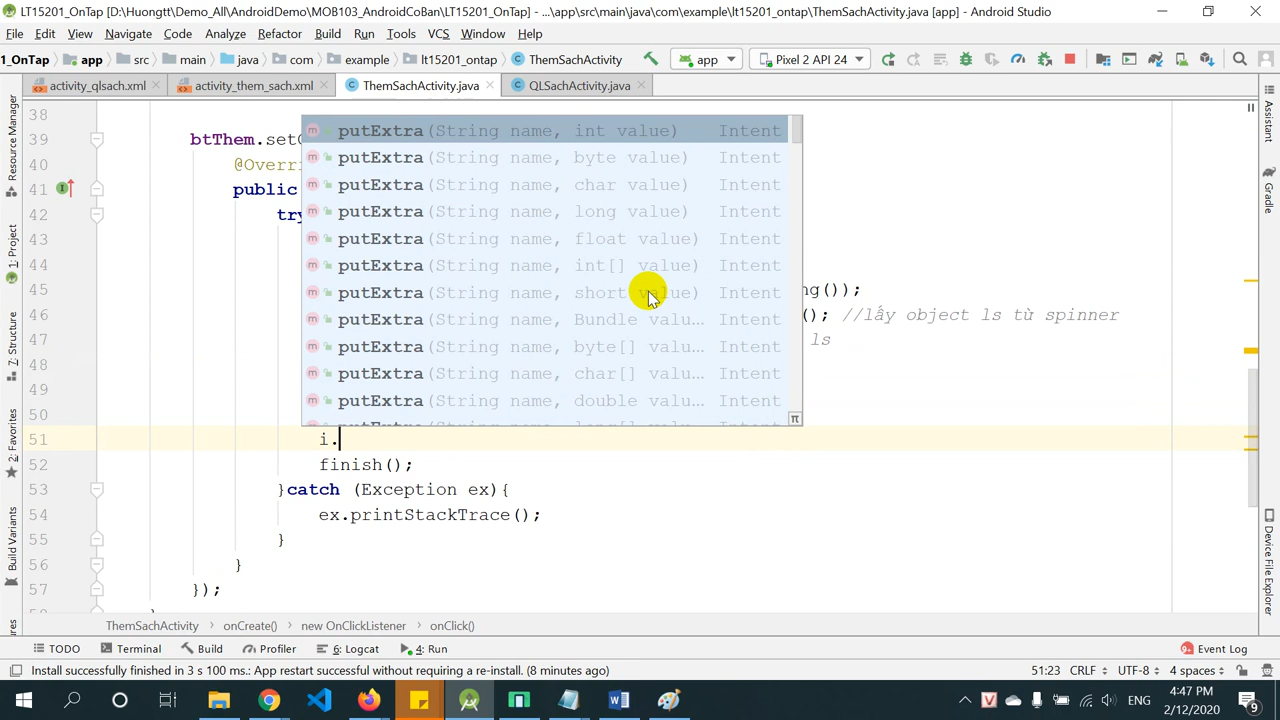 LT15201_OnTap [D:\Huongtt\Demo_All\AndroidDemo\MOB103_AndroidCoBan\LT15201_OnTap] - ...\app\src\main\java\com\example\lt15201_ontap\ThemSachActivity.java [app] - Android Studio
File Edit View Navigate Code Analyze Refactor Build Run Tools VCS Window Help
1_OnTap app src main java com example lt15201_ontap ThemSachActivity app Pixel 2 API 24
activity_qlsach.xml activity_them_sach.xml ThemSachActivity.java QLSachActivity.java
Resource Manager
1: Project
7: Structure
2: Favorites
Build Variants
38
39 btThem.set
40 @Overr
41 public
42 try
43
44
45 ng());
46 (); //lấy object ls từ spinner
47 ls
48
49
50
51 i.
52 finish();
53 }catch (Exception ex){
54 ex.printStackTrace();
55 }
56 }
57 });
putExtra(String name, int value) Intent
putExtra(String name, byte value) Intent
putExtra(String name, char value) Intent
putExtra(String name, long value) Intent
putExtra(String name, float value) Intent
putExtra(String name, int[] value) Intent
putExtra(String name, short value) Intent
putExtra(String name, Bundle valu... Intent
putExtra(String name, byte[] valu... Intent
putExtra(String name, char[] valu... Intent
putExtra(String name, double valu... Intent
π
Assistant
Gradle
Device File Explorer
ThemSachActivity onCreate() new OnClickListener onClick()
TODO Terminal Build Profiler 6: Logcat 4: Run Event Log
Install successfully finished in 3 s 100 ms.: App restart successful without requiring a re-install. (8 minutes ago) 51:23 CRLF UTF-8 4 spaces
ENG 4:47 PM
2/12/2020
9